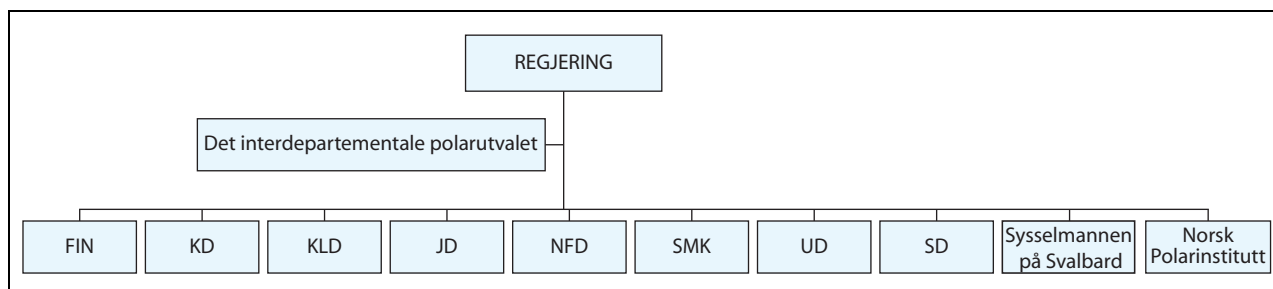 REGJERING
Det interdepartementale polarutvalet
FIN
KD
KLD
JD
NFD
SMK
UD
SD
Sysselmannen
på Svalbard
Norsk
Polarinstitutt